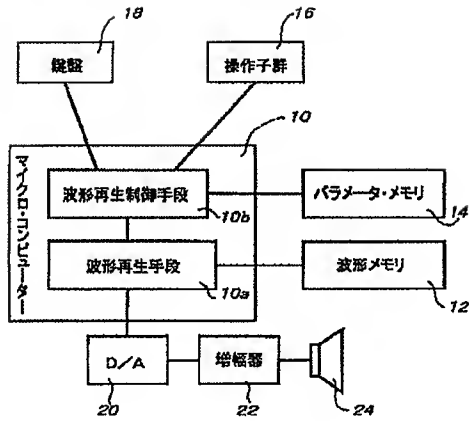 18
16
鍵盤
操作子群
10
マイクロ・コンピューター
波形再生制御手段
10b
パラメータ・メモリ
14
波形再生手段
10a
波形メモリ
12
D/A
20
増幅器
22
24